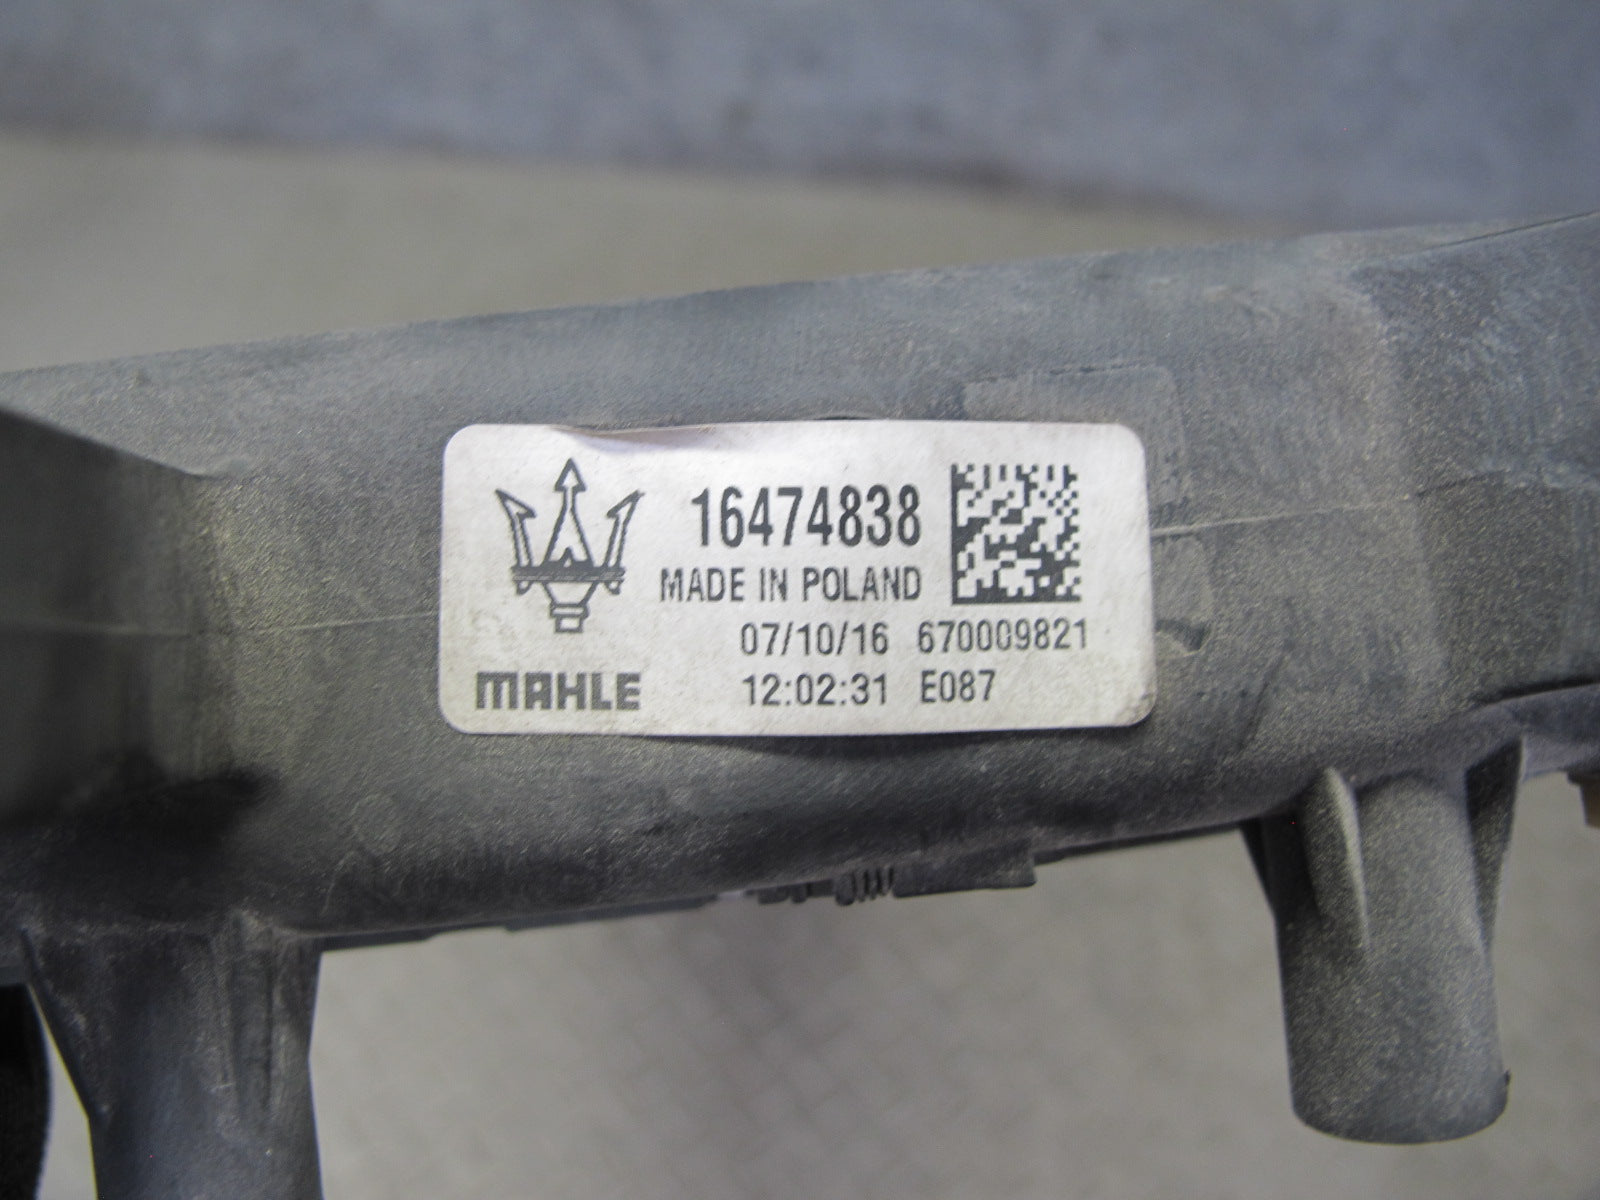 16474838
MADE IN POLAND
07/10/16 670009821
MAHLE 12:02:31 E087